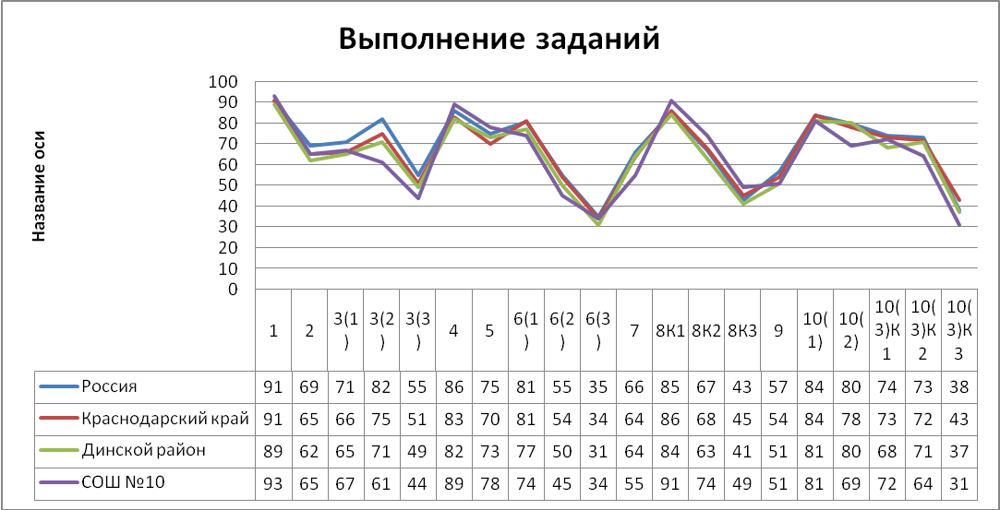 Выполнение заданий
Название оси
100
90
80
70
60
50
40
30
20
10
0
1 2 3(1) 3(2) 3(3) 4 5 6(1) 6(2) 6(3) 7 8К1 8К2 8К3 9 10(1) 10(2) 10(3)К1 10(3)К2 10(3)К3
Россия 91 69 71 82 55 86 75 81 55 35 66 85 67 43 57 84 80 74 73 38
Краснодарский край 91 65 66 75 51 83 70 81 54 34 64 86 68 45 54 84 78 73 72 43
Динской район 89 62 65 71 49 82 73 77 50 31 64 84 63 41 51 81 80 68 71 37
СОШ №10 93 65 67 61 44 89 78 74 45 34 55 91 74 49 51 81 69 72 64 31